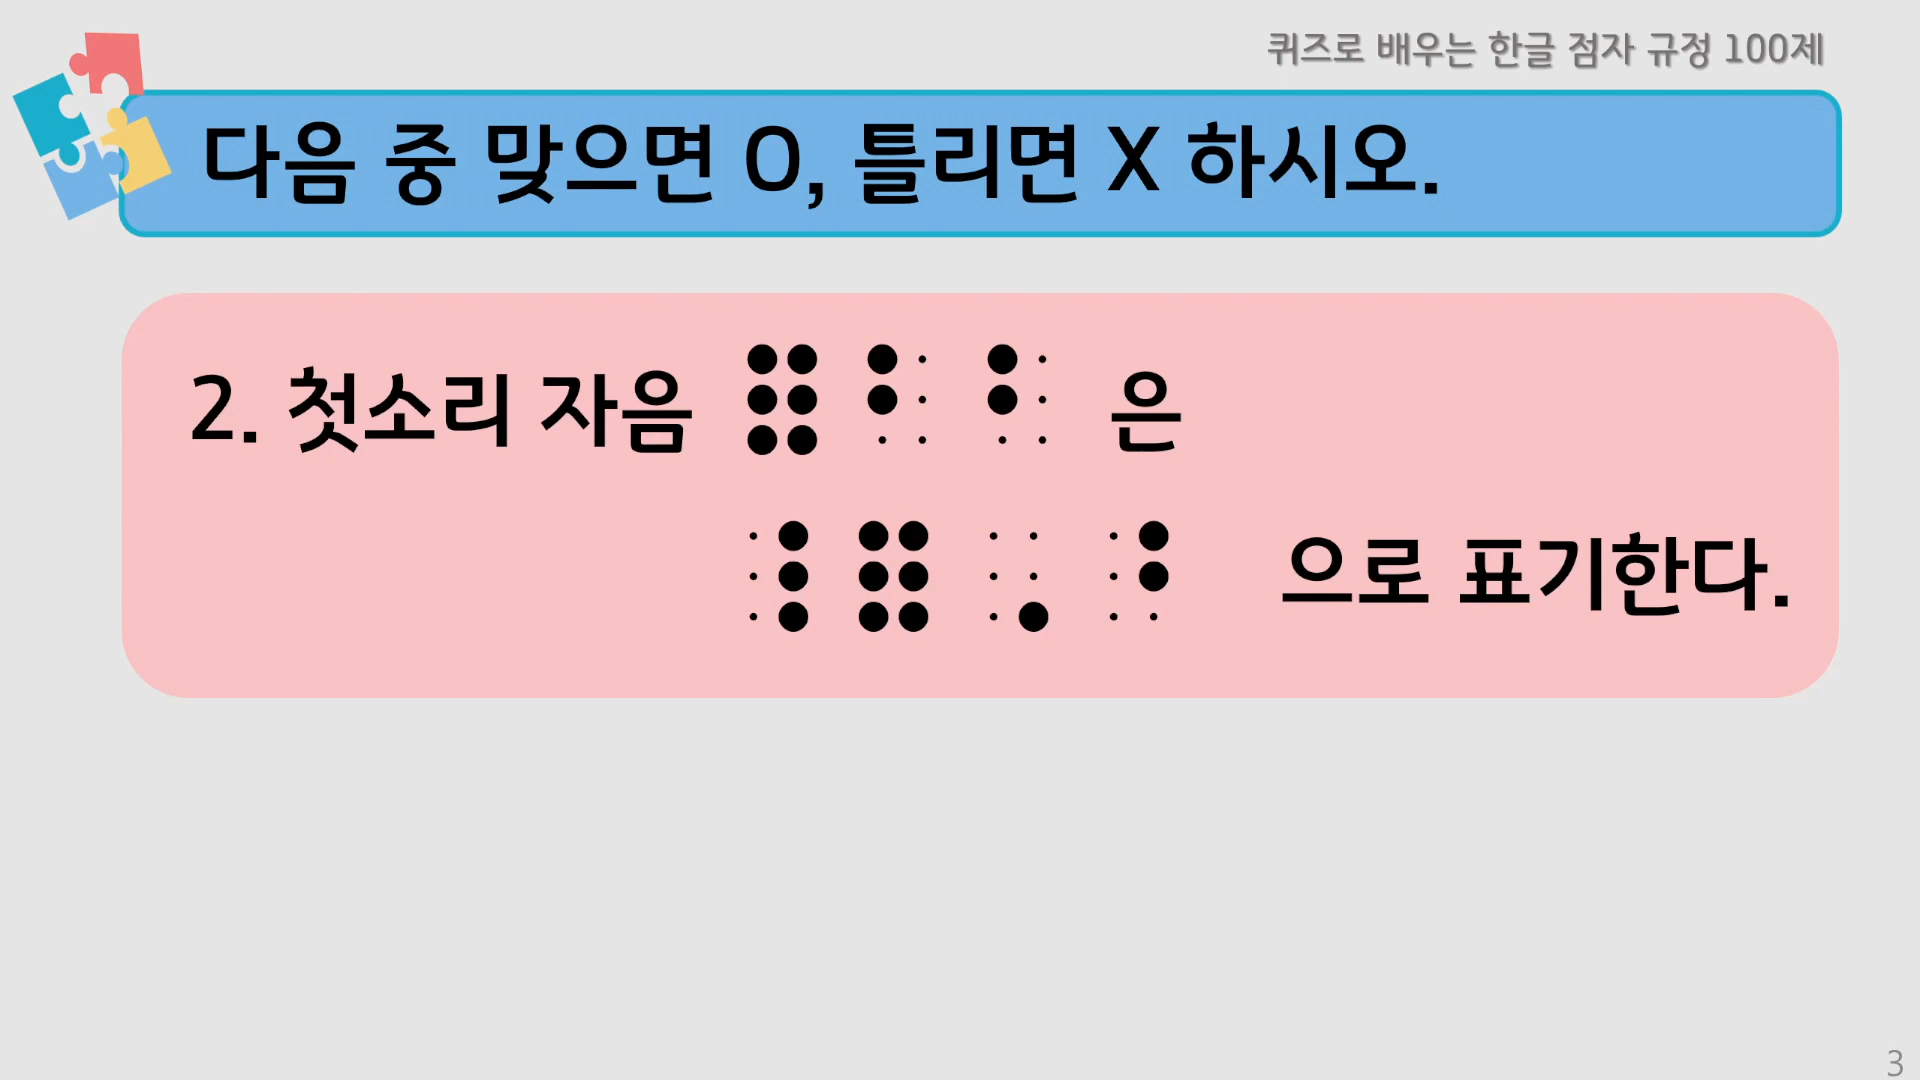 퀴즈로 배우는 한글 점자 규정 100제
다음 중 맞으면 O, 틀리면 X 하시오.
2. 첫소리 자음 ⠿ ⠃ ⠃ 은
⠸ ⠿ ⠠ ⠘ 으로 표기한다.
3